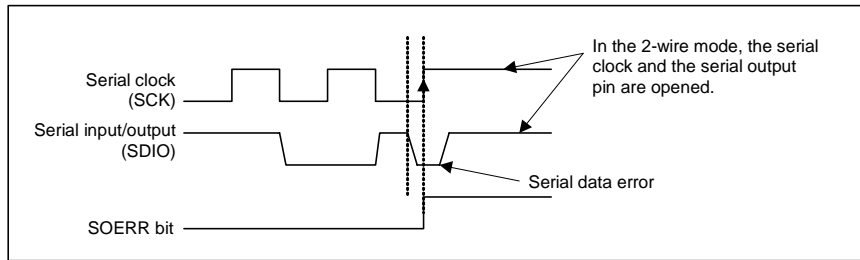 In the 2-wire mode, the serial
clock and the serial output
pin are opened.
Serial clock
(SCK)
Serial input/output
(SDIO)
Serial data error
SOERR bit